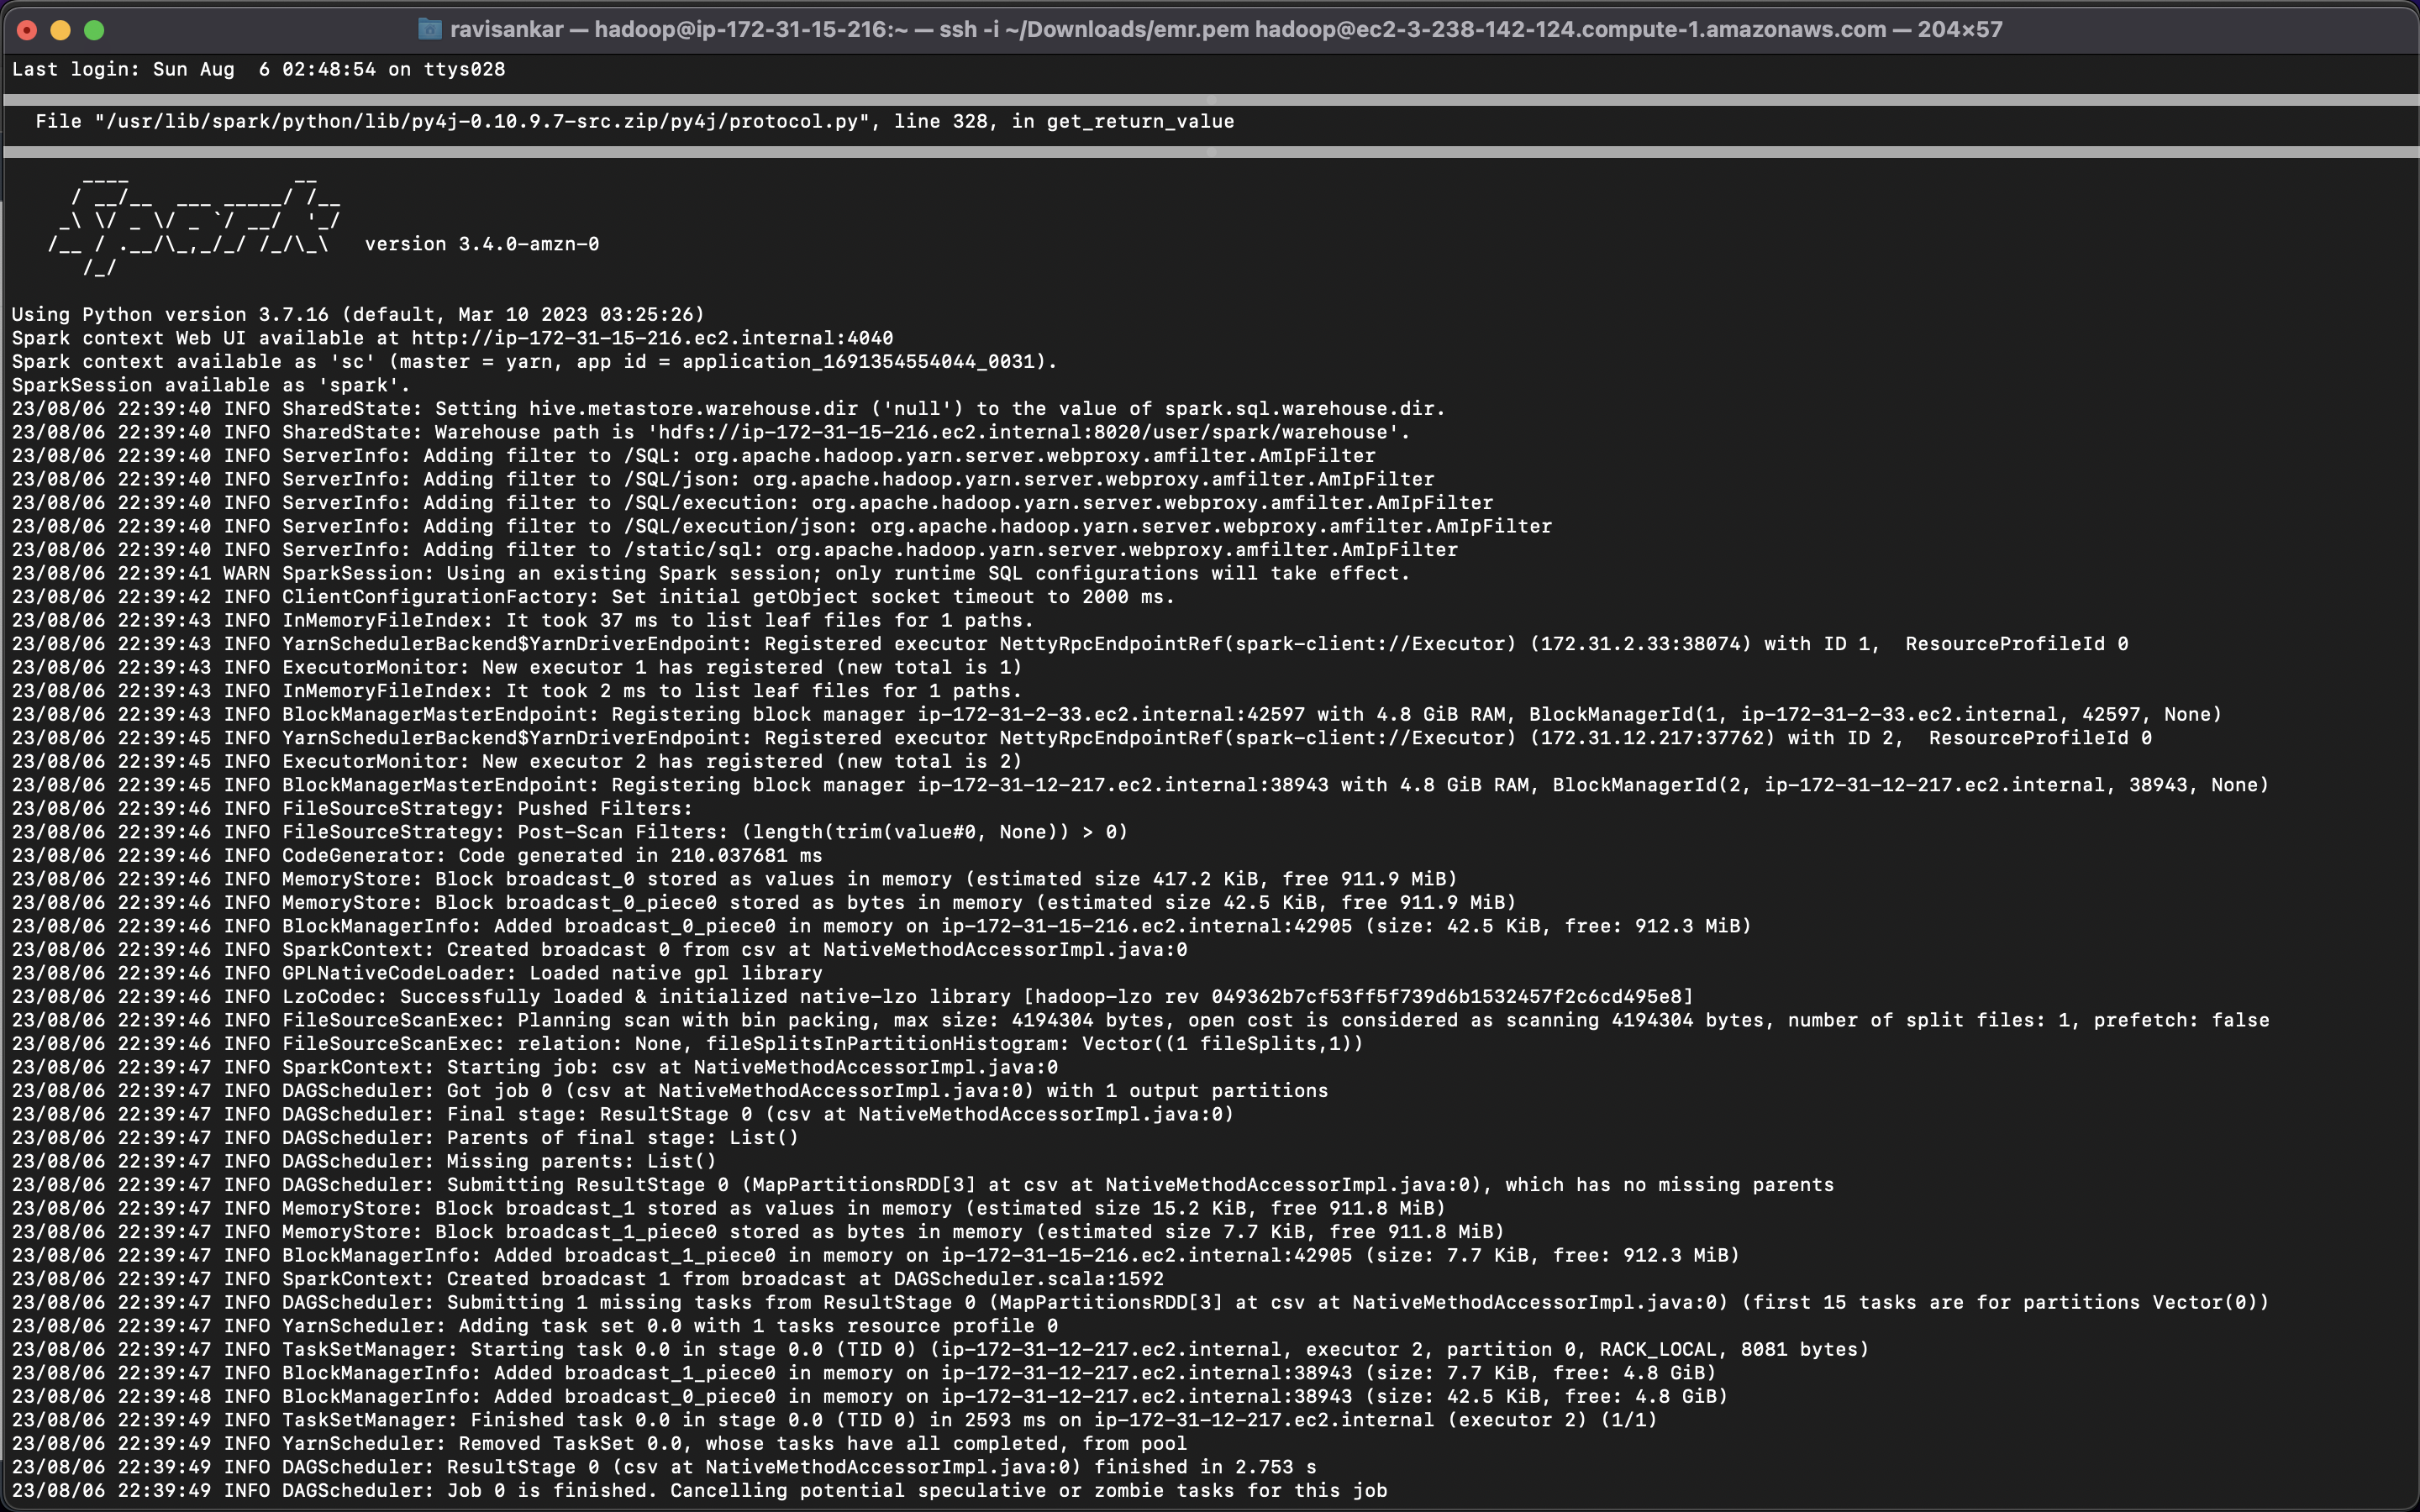 ravisankar — hadoop@ip-172-31-15-216:~ — ssh -i ~/Downloads/emr.pem hadoop@ec2-3-238-142-124.compute-1.amazonaws.com — 204×57
Last login: Sun Aug  6 02:48:54 on ttys028
  File "/usr/lib/spark/python/lib/py4j-0.10.9.7-src.zip/py4j/protocol.py", line 328, in get_return_value
      ____              __
     / __/__  ___ _____/ /__
    _\ \/ _ \/ _ `/ __/  '_/
   /__ / .__/\_,_/_/ /_/\_\   version 3.4.0-amzn-0
      /_/
Using Python version 3.7.16 (default, Mar 10 2023 03:25:26)
Spark context Web UI available at http://ip-172-31-15-216.ec2.internal:4040
Spark context available as 'sc' (master = yarn, app id = application_1691354554044_0031).
SparkSession available as 'spark'.
23/08/06 22:39:40 INFO SharedState: Setting hive.metastore.warehouse.dir ('null') to the value of spark.sql.warehouse.dir.
23/08/06 22:39:40 INFO SharedState: Warehouse path is 'hdfs://ip-172-31-15-216.ec2.internal:8020/user/spark/warehouse'.
23/08/06 22:39:40 INFO ServerInfo: Adding filter to /SQL: org.apache.hadoop.yarn.server.webproxy.amfilter.AmIpFilter
23/08/06 22:39:40 INFO ServerInfo: Adding filter to /SQL/json: org.apache.hadoop.yarn.server.webproxy.amfilter.AmIpFilter
23/08/06 22:39:40 INFO ServerInfo: Adding filter to /SQL/execution: org.apache.hadoop.yarn.server.webproxy.amfilter.AmIpFilter
23/08/06 22:39:40 INFO ServerInfo: Adding filter to /SQL/execution/json: org.apache.hadoop.yarn.server.webproxy.amfilter.AmIpFilter
23/08/06 22:39:40 INFO ServerInfo: Adding filter to /static/sql: org.apache.hadoop.yarn.server.webproxy.amfilter.AmIpFilter
23/08/06 22:39:41 WARN SparkSession: Using an existing Spark session; only runtime SQL configurations will take effect.
23/08/06 22:39:42 INFO ClientConfigurationFactory: Set initial getObject socket timeout to 2000 ms.
23/08/06 22:39:43 INFO InMemoryFileIndex: It took 37 ms to list leaf files for 1 paths.
23/08/06 22:39:43 INFO YarnSchedulerBackend$YarnDriverEndpoint: Registered executor NettyRpcEndpointRef(spark-client://Executor) (172.31.2.33:38074) with ID 1,  ResourceProfileId 0
23/08/06 22:39:43 INFO ExecutorMonitor: New executor 1 has registered (new total is 1)
23/08/06 22:39:43 INFO InMemoryFileIndex: It took 2 ms to list leaf files for 1 paths.
23/08/06 22:39:43 INFO BlockManagerMasterEndpoint: Registering block manager ip-172-31-2-33.ec2.internal:42597 with 4.8 GiB RAM, BlockManagerId(1, ip-172-31-2-33.ec2.internal, 42597, None)
23/08/06 22:39:45 INFO YarnSchedulerBackend$YarnDriverEndpoint: Registered executor NettyRpcEndpointRef(spark-client://Executor) (172.31.12.217:37762) with ID 2,  ResourceProfileId 0
23/08/06 22:39:45 INFO ExecutorMonitor: New executor 2 has registered (new total is 2)
23/08/06 22:39:45 INFO BlockManagerMasterEndpoint: Registering block manager ip-172-31-12-217.ec2.internal:38943 with 4.8 GiB RAM, BlockManagerId(2, ip-172-31-12-217.ec2.internal, 38943, None)
23/08/06 22:39:46 INFO FileSourceStrategy: Pushed Filters:
23/08/06 22:39:46 INFO FileSourceStrategy: Post-Scan Filters: (length(trim(value#0, None)) > 0)
23/08/06 22:39:46 INFO CodeGenerator: Code generated in 210.037681 ms
23/08/06 22:39:46 INFO MemoryStore: Block broadcast_0 stored as values in memory (estimated size 417.2 KiB, free 911.9 MiB)
23/08/06 22:39:46 INFO MemoryStore: Block broadcast_0_piece0 stored as bytes in memory (estimated size 42.5 KiB, free 911.9 MiB)
23/08/06 22:39:46 INFO BlockManagerInfo: Added broadcast_0_piece0 in memory on ip-172-31-15-216.ec2.internal:42905 (size: 42.5 KiB, free: 912.3 MiB)
23/08/06 22:39:46 INFO SparkContext: Created broadcast 0 from csv at NativeMethodAccessorImpl.java:0
23/08/06 22:39:46 INFO GPLNativeCodeLoader: Loaded native gpl library
23/08/06 22:39:46 INFO LzoCodec: Successfully loaded & initialized native-lzo library [hadoop-lzo rev 049362b7cf53ff5f739d6b1532457f2c6cd495e8]
23/08/06 22:39:46 INFO FileSourceScanExec: Planning scan with bin packing, max size: 4194304 bytes, open cost is considered as scanning 4194304 bytes, number of split files: 1, prefetch: false
23/08/06 22:39:46 INFO FileSourceScanExec: relation: None, fileSplitsInPartitionHistogram: Vector((1 fileSplits,1))
23/08/06 22:39:47 INFO SparkContext: Starting job: csv at NativeMethodAccessorImpl.java:0
23/08/06 22:39:47 INFO DAGScheduler: Got job 0 (csv at NativeMethodAccessorImpl.java:0) with 1 output partitions
23/08/06 22:39:47 INFO DAGScheduler: Final stage: ResultStage 0 (csv at NativeMethodAccessorImpl.java:0)
23/08/06 22:39:47 INFO DAGScheduler: Parents of final stage: List()
23/08/06 22:39:47 INFO DAGScheduler: Missing parents: List()
23/08/06 22:39:47 INFO DAGScheduler: Submitting ResultStage 0 (MapPartitionsRDD[3] at csv at NativeMethodAccessorImpl.java:0), which has no missing parents
23/08/06 22:39:47 INFO MemoryStore: Block broadcast_1 stored as values in memory (estimated size 15.2 KiB, free 911.8 MiB)
23/08/06 22:39:47 INFO MemoryStore: Block broadcast_1_piece0 stored as bytes in memory (estimated size 7.7 KiB, free 911.8 MiB)
23/08/06 22:39:47 INFO BlockManagerInfo: Added broadcast_1_piece0 in memory on ip-172-31-15-216.ec2.internal:42905 (size: 7.7 KiB, free: 912.3 MiB)
23/08/06 22:39:47 INFO SparkContext: Created broadcast 1 from broadcast at DAGScheduler.scala:1592
23/08/06 22:39:47 INFO DAGScheduler: Submitting 1 missing tasks from ResultStage 0 (MapPartitionsRDD[3] at csv at NativeMethodAccessorImpl.java:0) (first 15 tasks are for partitions Vector(0))
23/08/06 22:39:47 INFO YarnScheduler: Adding task set 0.0 with 1 tasks resource profile 0
23/08/06 22:39:47 INFO TaskSetManager: Starting task 0.0 in stage 0.0 (TID 0) (ip-172-31-12-217.ec2.internal, executor 2, partition 0, RACK_LOCAL, 8081 bytes)
23/08/06 22:39:47 INFO BlockManagerInfo: Added broadcast_1_piece0 in memory on ip-172-31-12-217.ec2.internal:38943 (size: 7.7 KiB, free: 4.8 GiB)
23/08/06 22:39:48 INFO BlockManagerInfo: Added broadcast_0_piece0 in memory on ip-172-31-12-217.ec2.internal:38943 (size: 42.5 KiB, free: 4.8 GiB)
23/08/06 22:39:49 INFO TaskSetManager: Finished task 0.0 in stage 0.0 (TID 0) in 2593 ms on ip-172-31-12-217.ec2.internal (executor 2) (1/1)
23/08/06 22:39:49 INFO YarnScheduler: Removed TaskSet 0.0, whose tasks have all completed, from pool
23/08/06 22:39:49 INFO DAGScheduler: ResultStage 0 (csv at NativeMethodAccessorImpl.java:0) finished in 2.753 s
23/08/06 22:39:49 INFO DAGScheduler: Job 0 is finished. Cancelling potential speculative or zombie tasks for this job